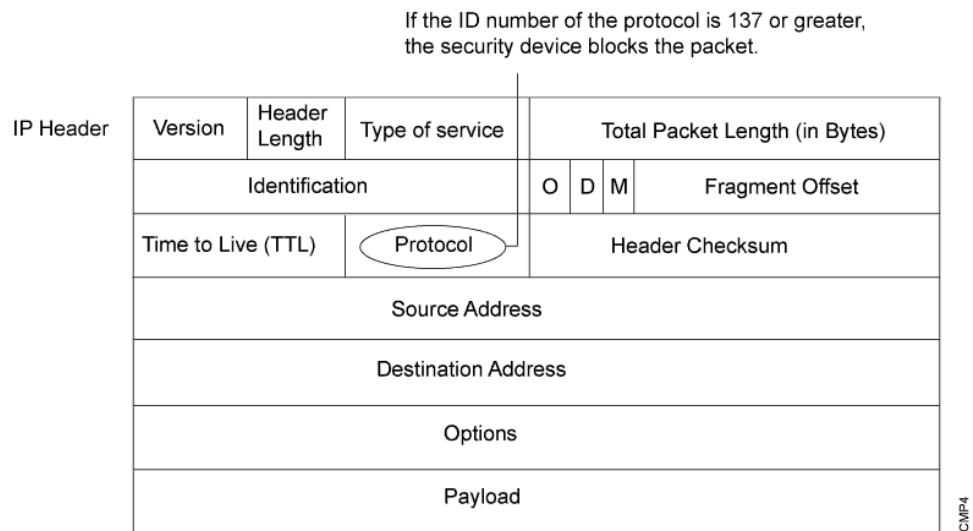 If the ID number of the protocol is 137 or greater,
the security device blocks the packet.
IP Header
Version
Header
Length
Type of service
Total Packet Length (in Bytes)
Identification
O
D
M
Fragment Offset
Time to Live (TTL)
Protocol
Header Checksum
Source Address
Destination Address
Options
Payload
CMP4